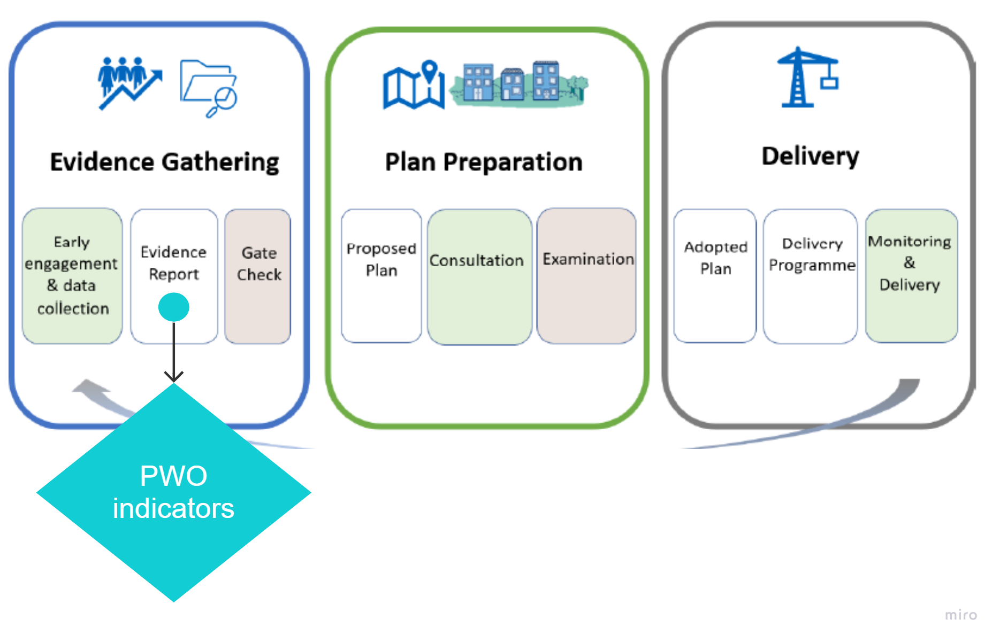 Evidence Gathering
Early
engagement
& data
collection
Evidence
Report
Gate
Check
PWO
indicators
Plan Preparation
Proposed
Plan
Consultation
Examination
Delivery
Adopted
Plan
Delivery
Programme
Monitoring
&
Delivery
miro